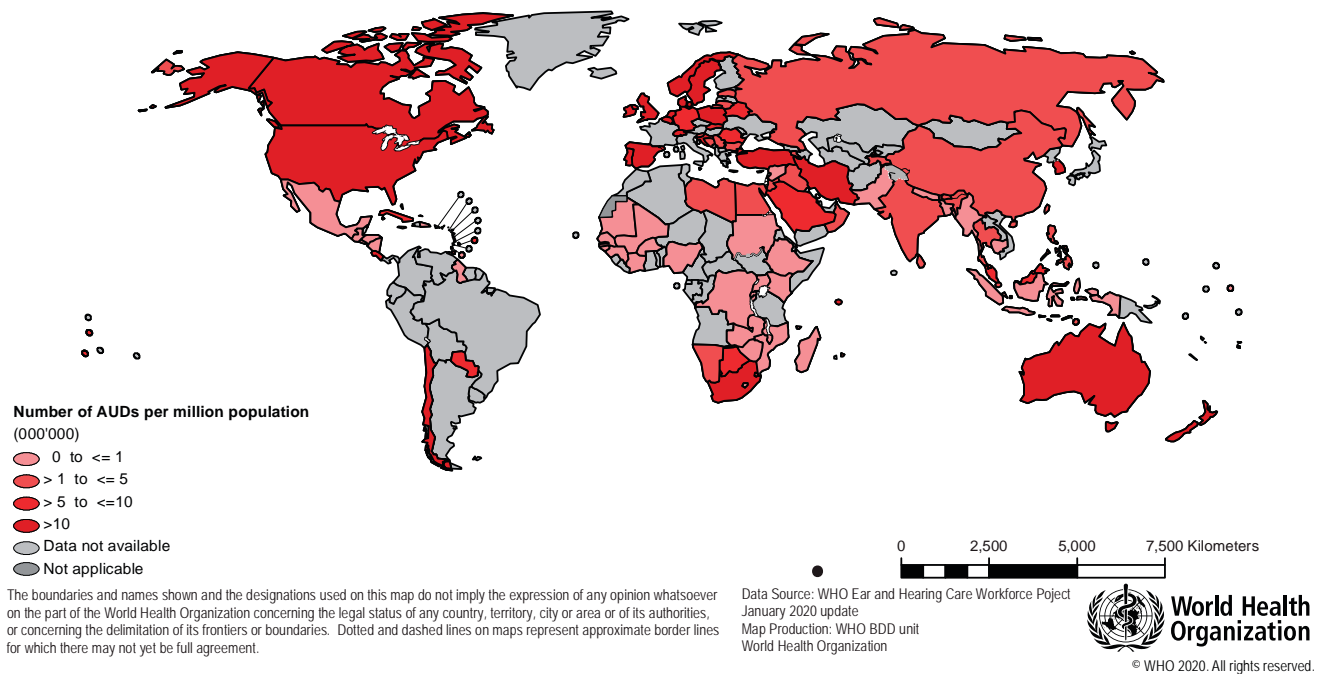 Number of AUDs per million population
(000'000)
0 to <= 1
> 1 to <= 5
> 5 to <=10
>10
Data not available
Not applicable
The boundaries and names shown and the designations used on this map do not imply the expression of any opinion whatsoever
on the part of the World Health Organization concerning the legal status of any country, territory, city or area or of its authorities,
or concerning the delimitation of its frontiers or boundaries. Dotted and dashed lines on maps represent approximate border lines
for which there may not yet be full agreement.
0 2,500 5,000 7,500 Kilometers
Data Source: WHO Ear and Hearing Care Workforce Poject
January 2020 update
Map Production: WHO BDD unit
World Health Organization
World Health
Organization
© WHO 2020. All rights reserved.